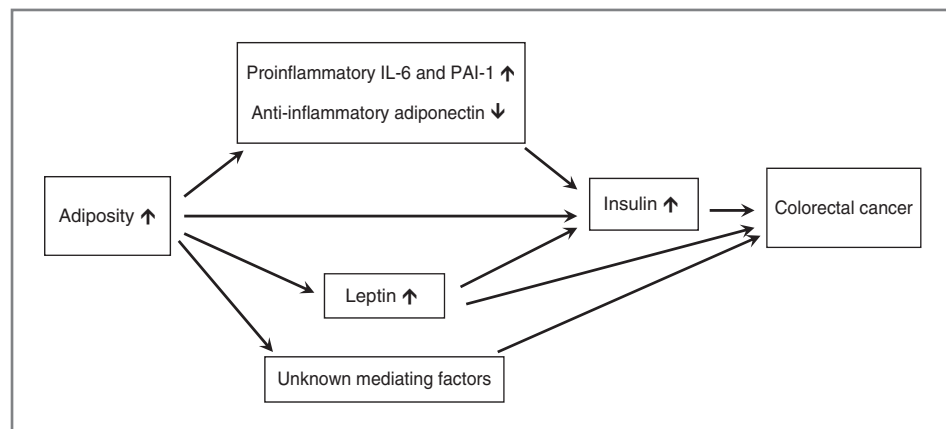 Proinflammatory IL-6 and PAI-1 ↑
Anti-inflammatory adiponectin ↓
Adiposity ↑
Insulin ↑
Colorectal cancer
Leptin ↑
Unknown mediating factors